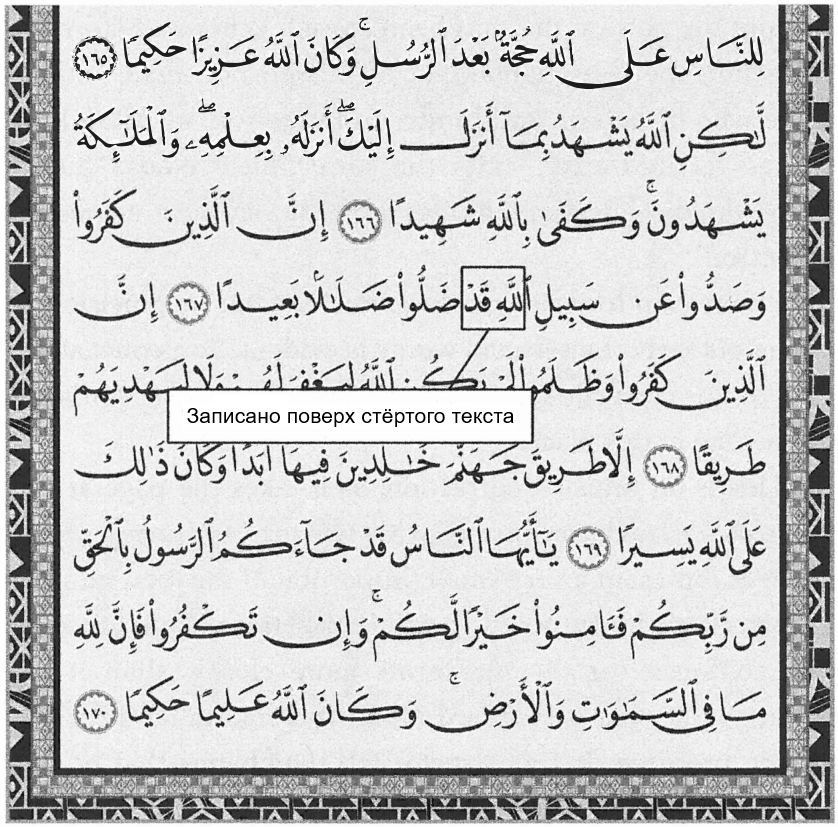 لِلنَّاسِ عَلَى ٱللَّهِ حُجَّةٌۢ بَعْدَ ٱلرُّسُلِۚ وَكَانَ ٱللَّهُ عَزِيزًا حَكِيمًا ١٦٥
لَّٰكِنِ ٱللَّهُ يَشْهَدُ بِمَآ أَنزَلَ إِلَيْكَۖ أَنزَلَهُۥ بِعِلْمِهِۦۖ وَٱلْمَلَٰٓئِكَةُ
يَشْهَدُونَۚ وَكَفَىٰ بِٱللَّهِ شَهِيدًا ١٦٦ إِنَّ ٱلَّذِينَ كَفَرُوا۟
وَصَدُّوا۟ عَن سَبِيلِ ٱللَّهِ قَدْ ضَلُّوا۟ ضَلَٰلًۢا بَعِيدًا ١٦٧ إِنَّ
ٱلَّذِينَ كَفَرُوا۟ وَظَلَمُوا۟ لَمْ يَكُنِ ٱللَّهُ لِيَغْفِرَ لَهُمْ وَلَا لِيَهْدِيَهُمْ
Записано поверх стёртого текста
طَرِيقًا ١٦٨ إِلَّا طَرِيقَ جَهَنَّمَ خَٰلِدِينَ فِيهَآ أَبَدًا وَكَانَ ذَٰلِكَ
عَلَى ٱللَّهِ يَسِيرًا ١٦٩ يَٰٓأَيُّهَا ٱلنَّاسُ قَدْ جَآءَكُمُ ٱلرَّسُولُ بِٱلْحَقِّ
مِن رَّبِّكُمْ فَـَٔامِنُوا۟ خَيْرًا لَّكُمْۚ وَإِن تَكْفُرُوا۟ فَإِنَّ لِلَّهِ
مَا فِى ٱلسَّمَٰوَٰتِ وَٱلْأَرْضِۚ وَكَانَ ٱللَّهُ عَلِيمًا حَكِيمًا ١٧٠